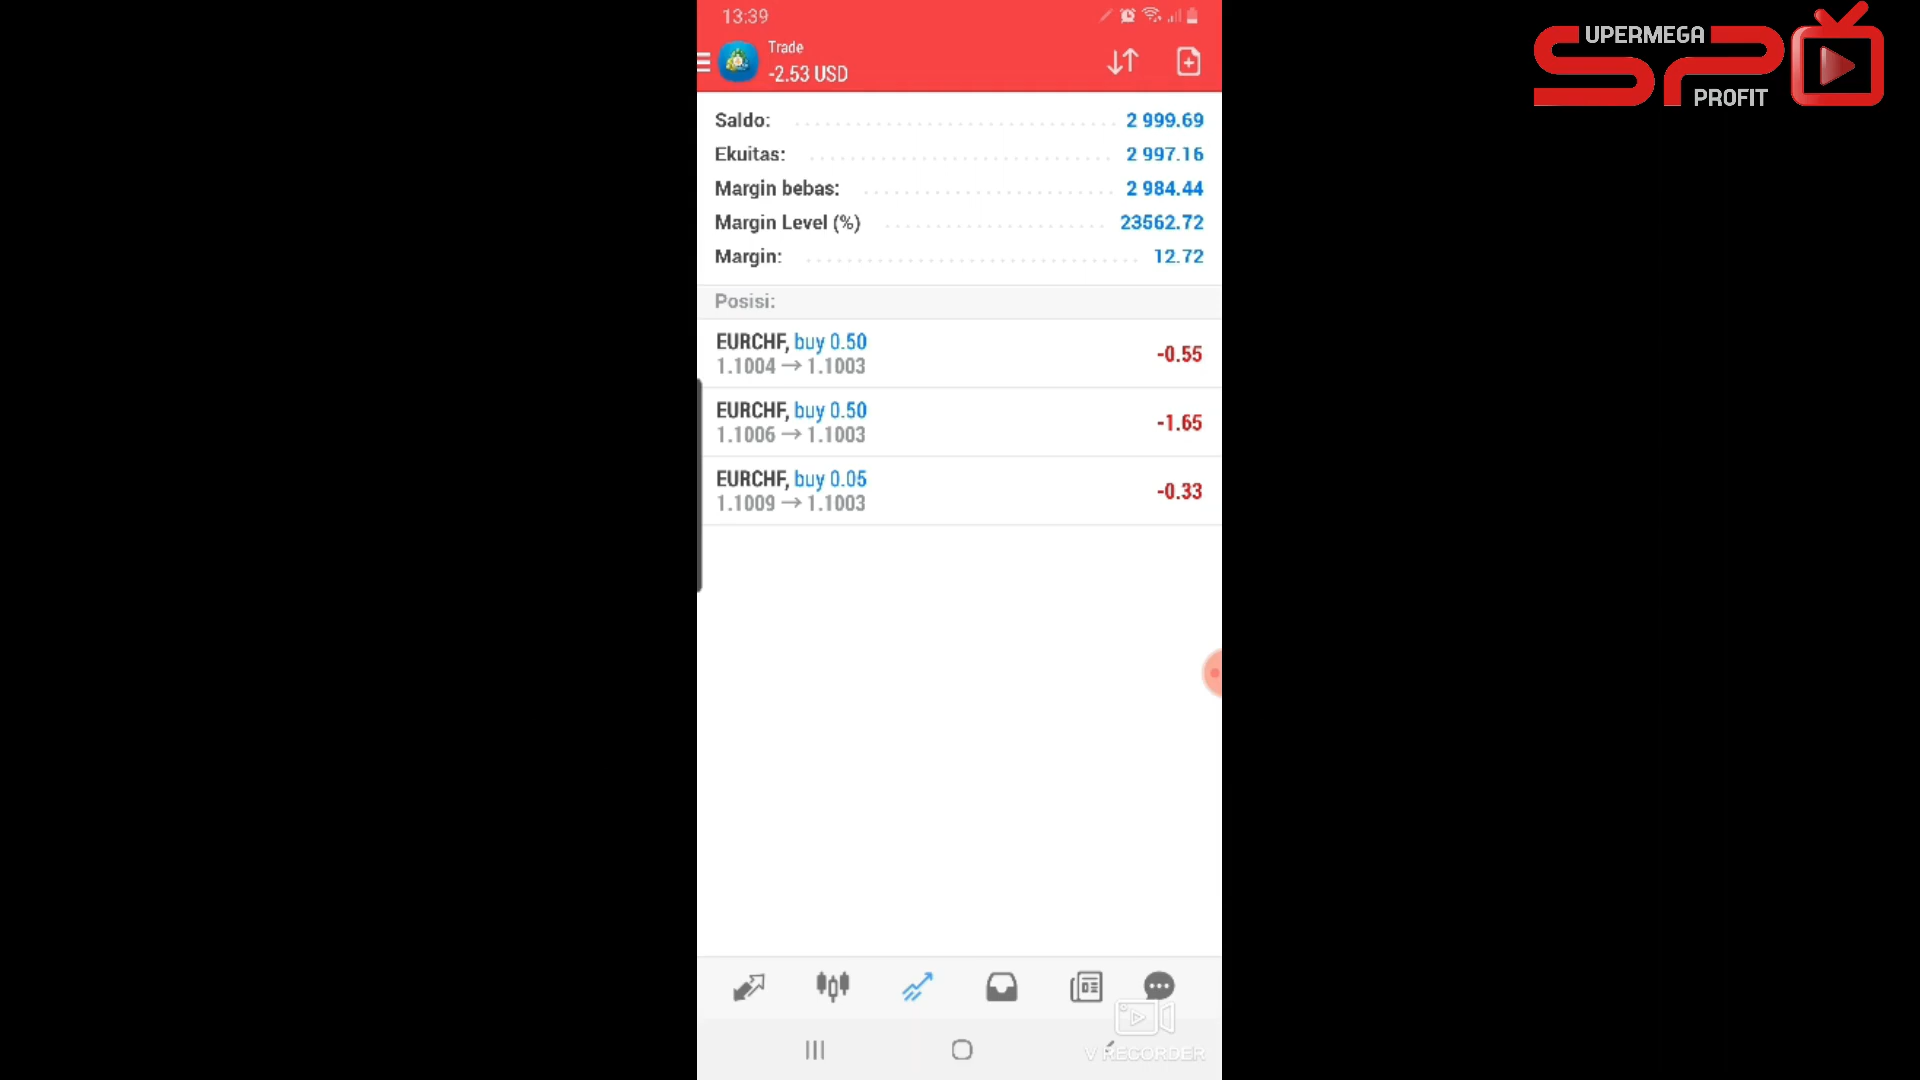 13:39
Trade
-2.53 USD
UPERMEGA
PROFIT
Saldo: 2 999.69
Ekuitas: 2 997.16
Margin bebas: 2 984.44
Margin Level (%) 23562.72
Margin: 12.72
Posisi:
EURCHF, buy 0.50
1.1004 → 1.1003
-0.55
EURCHF, buy 0.50
1.1006 → 1.1003
-1.65
EURCHF, buy 0.05
1.1009 → 1.1003
-0.33
V RECORDER